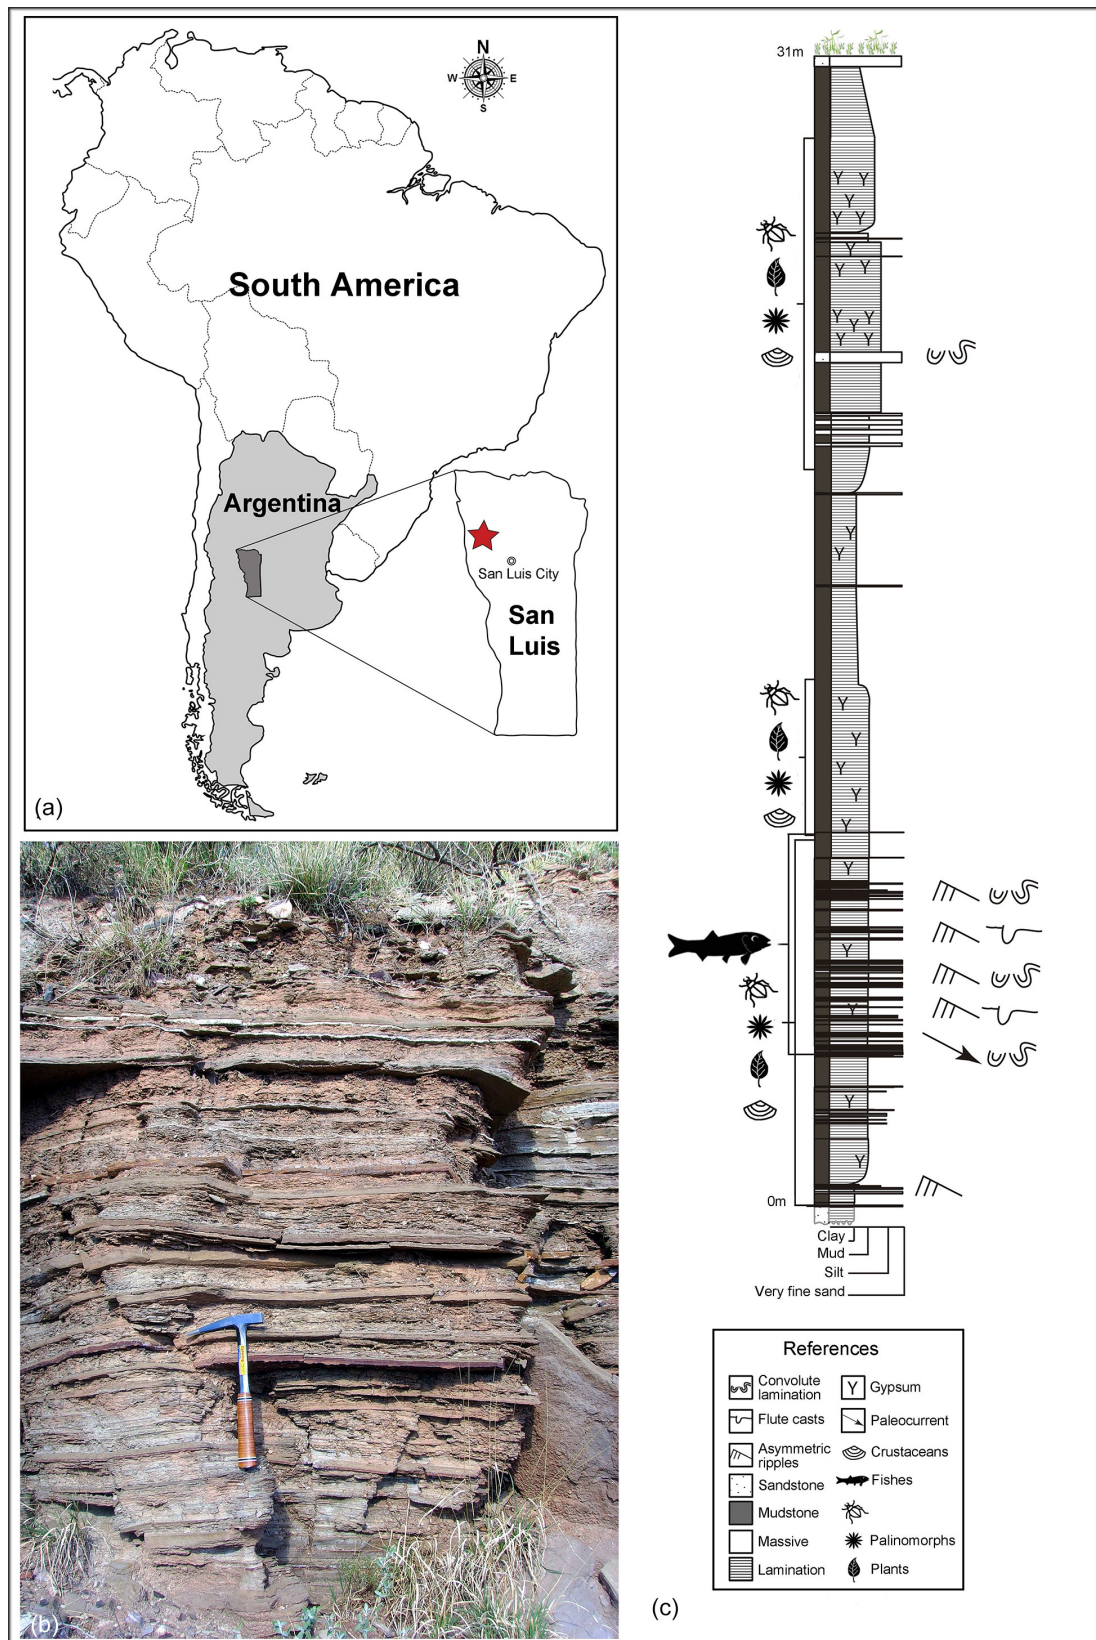 N
W
E
S
South America
Argentina
San Luis City
San
Luis
(a)
(b)
31m
Y Y
Y
Y Y
Y
Y Y
Y Y
Y
Y Y
Y
Y
Y
Y
Y
Y
Y
Y
Y
Y
Y
Y
0m
Clay
Mud
Silt
Very fine sand
References
Convolute
lamination
Y
Gypsum
Flute casts
Paleocurrent
Asymmetric
ripples
Crustaceans
Sandstone
Fishes
Mudstone
Massive
Palinomorphs
Lamination
Plants
(c)